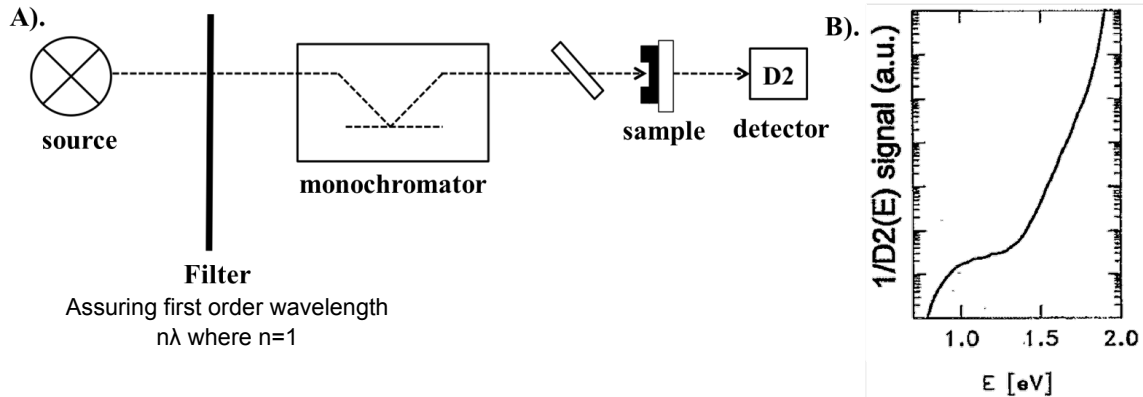 A).
source
Filter
Assuring first order wavelength
nλ where n=1
monochromator
sample
D2
detector
B).
1/D2(E) signal (a.u.)
1.0 1.5 2.0
E [eV]